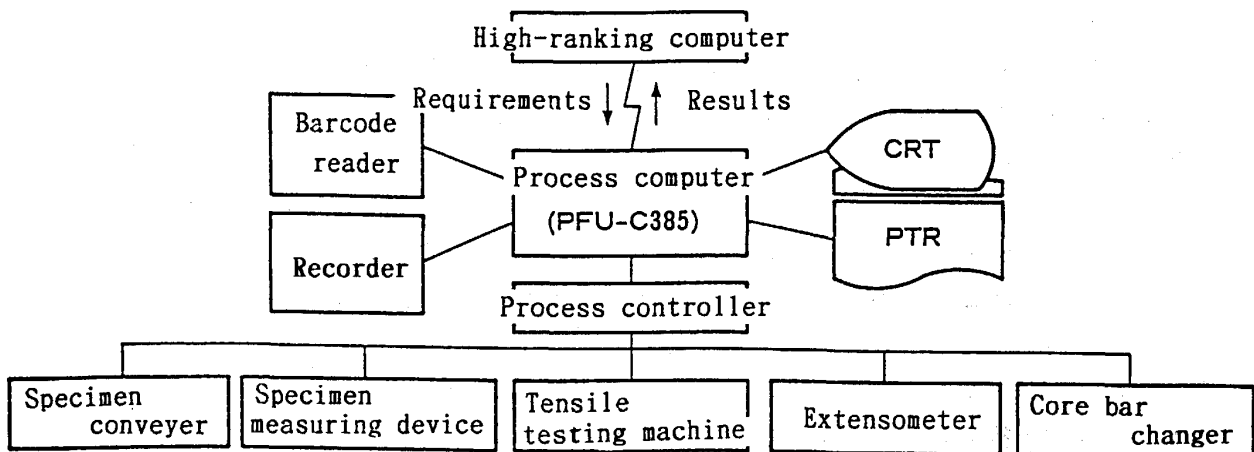 High-ranking computer
Requirements
Results
Barcode
reader
CRT
Process computer
(PFU-C385)
PTR
Recorder
Process controller
Specimen
conveyer
Specimen
measuring device
Tensile
testing machine
Extensometer
Core bar
changer